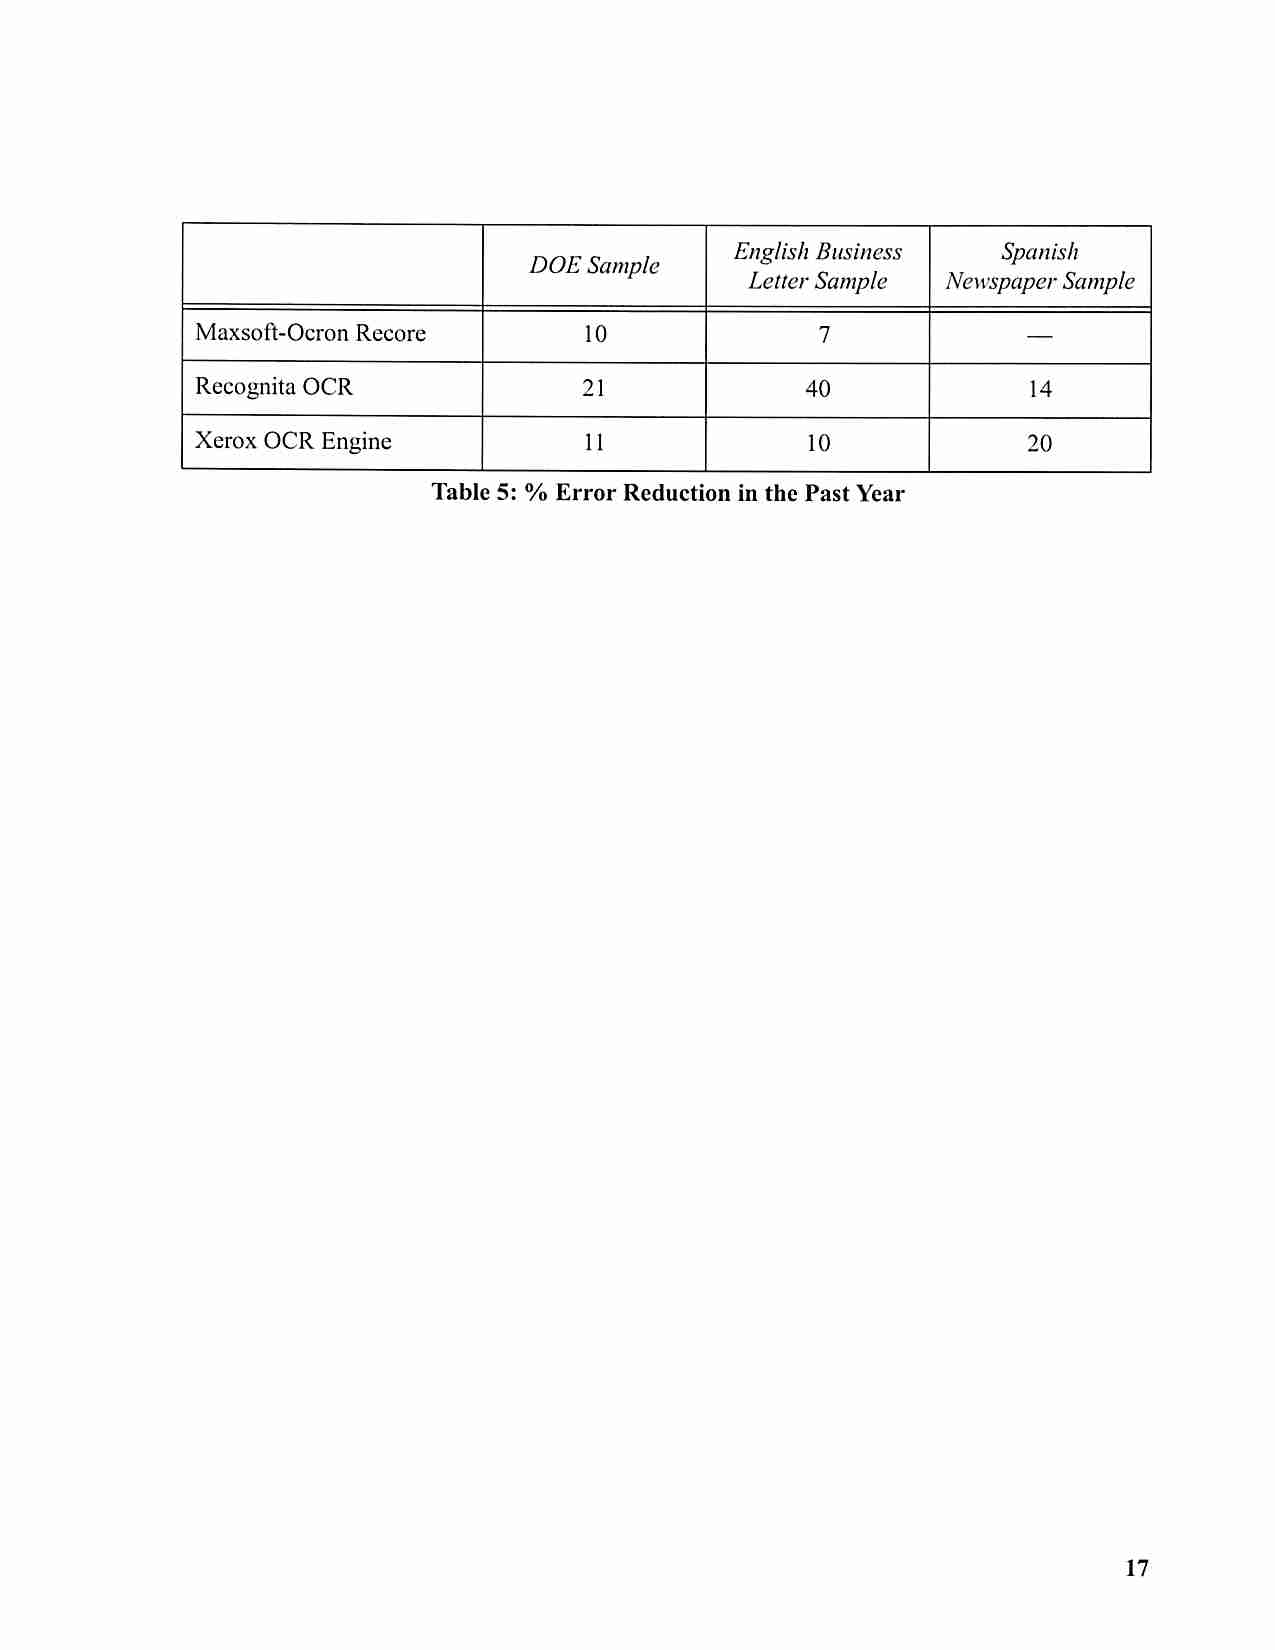 DOE Sample English Business Letter Sample Spanish Newspaper Sample
Maxsoft-Ocron Recore 10 7 —
Recognita OCR 21 40 14
Xerox OCR Engine 11 10 20
Table 5: % Error Reduction in the Past Year
17